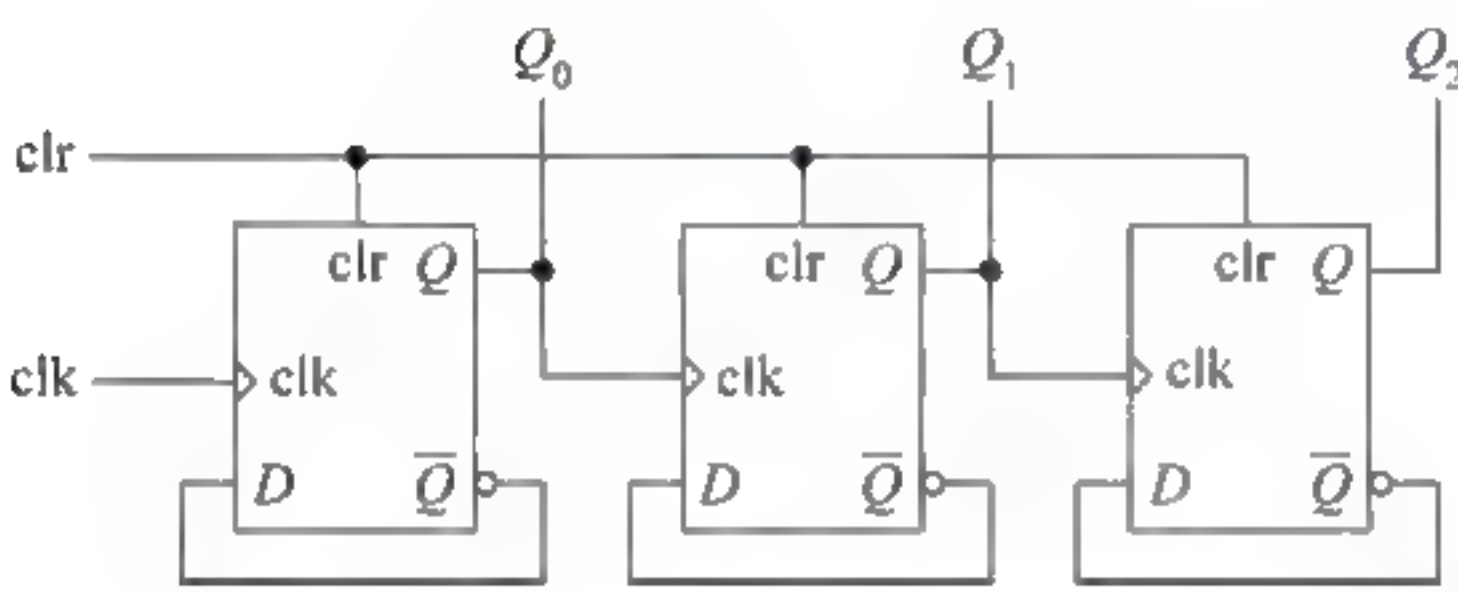 Q₀ Q₁ Q₂
clr
clr Q clr Q clr Q
clk clk clk clk
D Q̅ D Q̅ D Q̅